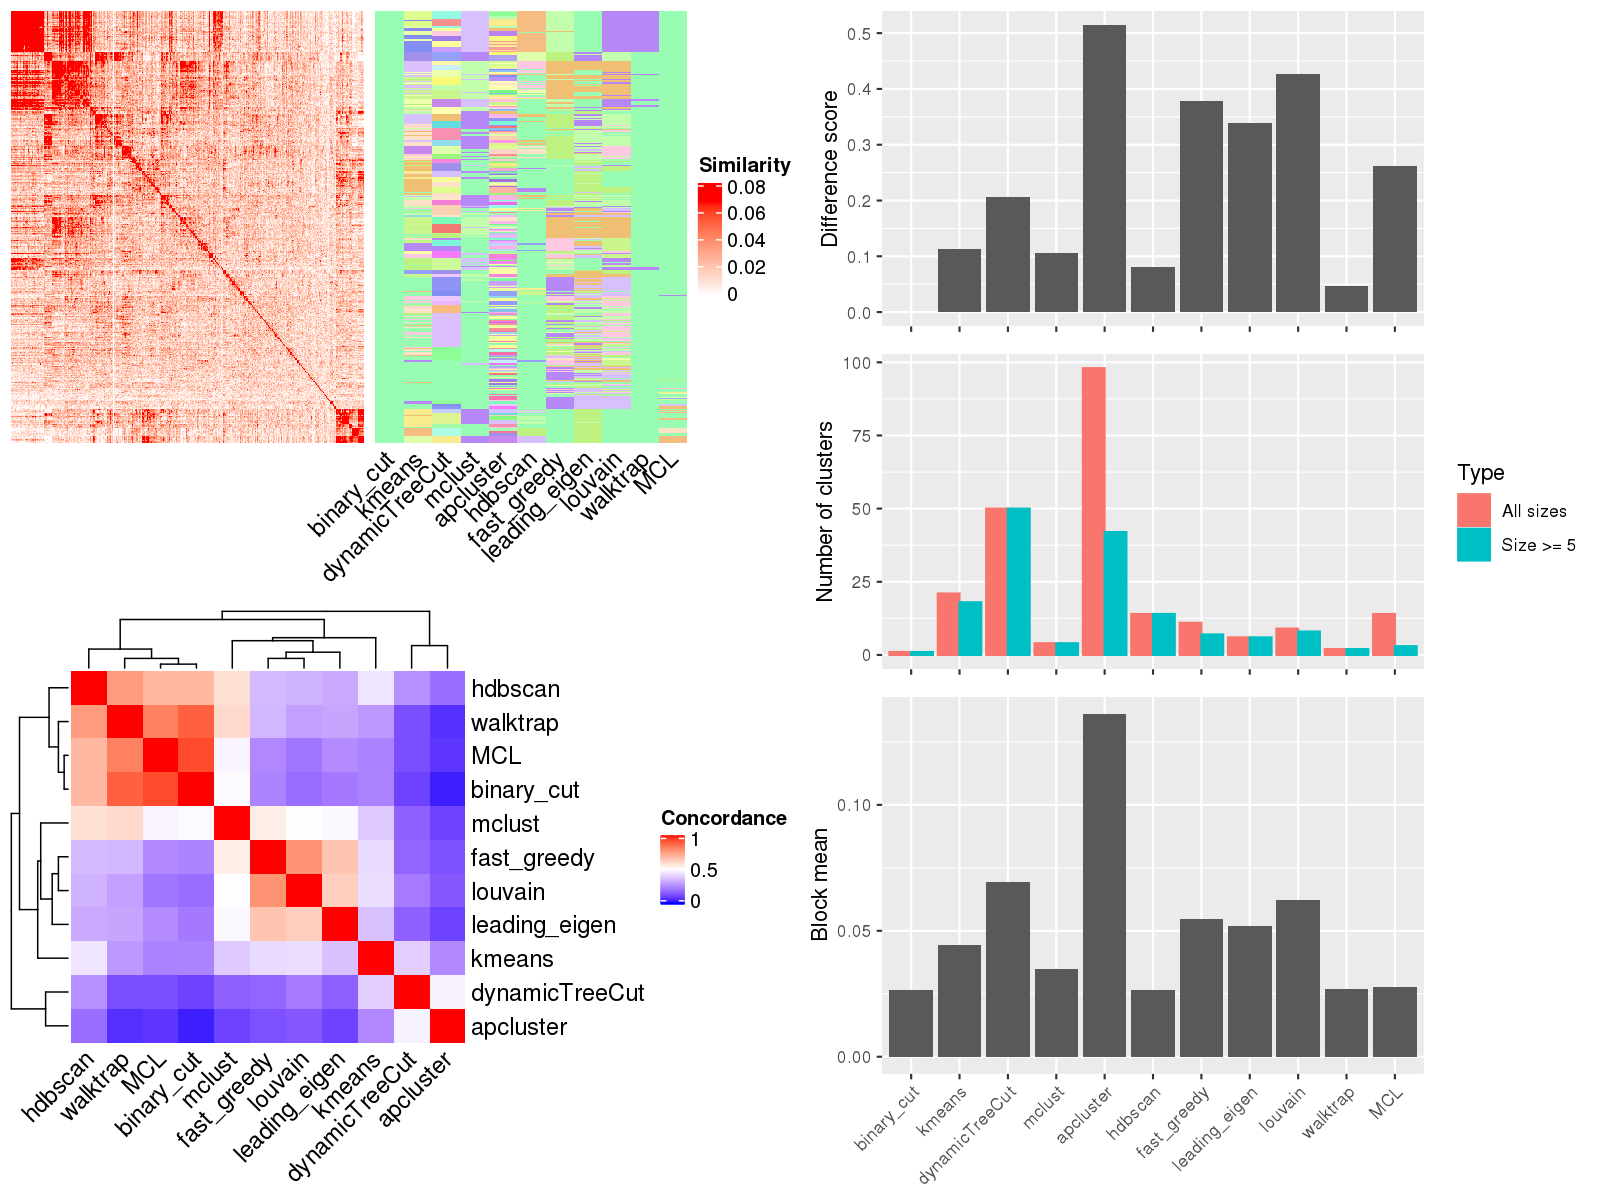 Similarity
0.08
0.06
0.04
0.02
0
binary_cut
kmeans
dynamicTreeCut
mclust
apcluster
hdbscan
fast_greedy
leading_eigen
louvain
walktrap
MCL
hdbscan
walktrap
MCL
binary_cut
mclust
fast_greedy
louvain
leading_eigen
kmeans
dynamicTreeCut
apcluster
hdbscan
walktrap
MCL
binary_cut
mclust
fast_greedy
louvain
leading_eigen
kmeans
dynamicTreeCut
apcluster
Concordance
1
0.5
0
Difference score
0.5
0.4
0.3
0.2
0.1
0.0
Number of clusters
100
75
50
25
0
Type
All sizes
Size >= 5
Block mean
0.10
0.05
0.00
binary_cut
kmeans
dynamicTreeCut
mclust
apcluster
hdbscan
fast_greedy
leading_eigen
louvain
walktrap
MCL